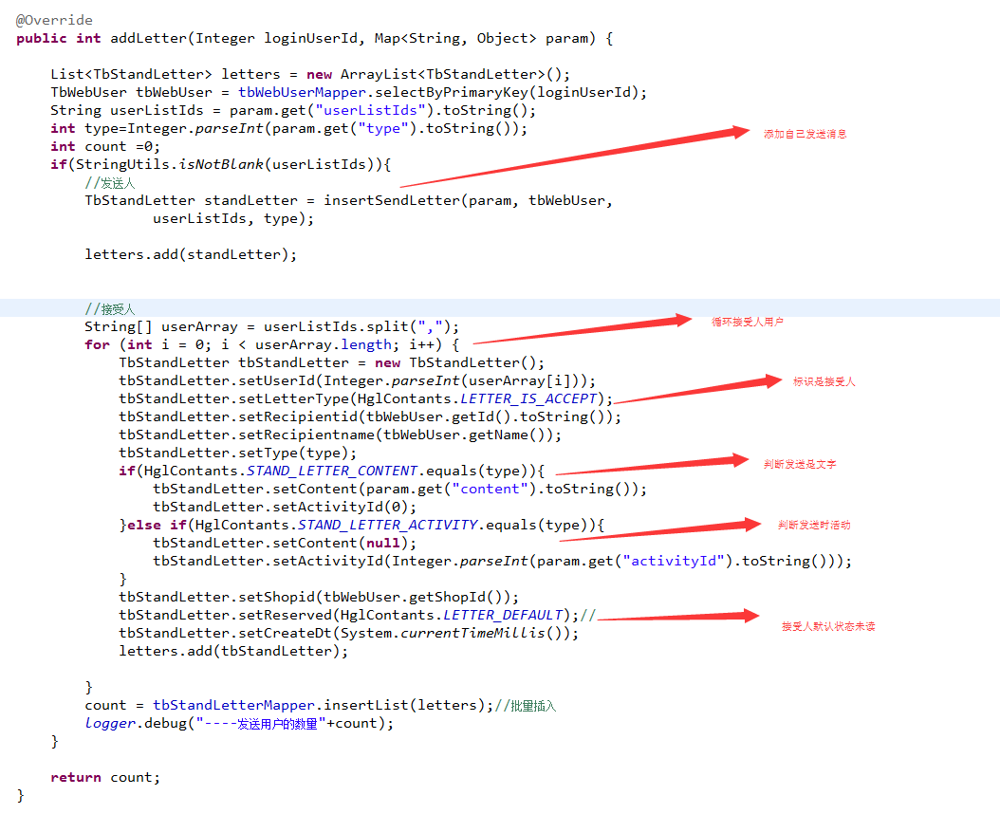 @Override
public int addLetter(Integer loginUserId, Map<String, Object> param) {
List<TbStandLetter> letters = new ArrayList<TbStandLetter>();
TbWebUser tbWebUser = tbWebUserMapper.selectByPrimaryKey(loginUserId);
String userListIds = param.get("userListIds").toString();
int type=Integer.parseInt(param.get("type").toString());
添加自己发送消息
int count =0;
if(StringUtils.isNotBlank(userListIds)){
//发送人
TbStandLetter standLetter = insertSendLetter(param, tbWebUser,
userListIds, type);
letters.add(standLetter);
//接受人
String[] userArray = userListIds.split(",");
循环接受人用户
for (int i = 0; i < userArray.length; i++) {
TbStandLetter tbStandLetter = new TbStandLetter();
tbStandLetter.setUserId(Integer.parseInt(userArray[i]));
标识是接受人
tbStandLetter.setLetterType(HglContants.LETTER_IS_ACCEPT);
tbStandLetter.setRecipientid(tbWebUser.getId().toString());
tbStandLetter.setRecipientname(tbWebUser.getName());
tbStandLetter.setType(type);
判断发送是文字
if(HglContants.STAND_LETTER_CONTENT.equals(type)){
tbStandLetter.setContent(param.get("content").toString());
tbStandLetter.setActivityId(0);
}else if(HglContants.STAND_LETTER_ACTIVITY.equals(type)){
判断发送时活动
tbStandLetter.setContent(null);
tbStandLetter.setActivityId(Integer.parseInt(param.get("activityId").toString()));
}
tbStandLetter.setShopid(tbWebUser.getShopId());
tbStandLetter.setReserved(HglContants.LETTER_DEFAULT);//
接受人默认状态未读
tbStandLetter.setCreateDt(System.currentTimeMillis());
letters.add(tbStandLetter);
}
count = tbStandLetterMapper.insertList(letters);//批量插入
logger.debug("----发送用户的数量"+count);
}
return count;
}